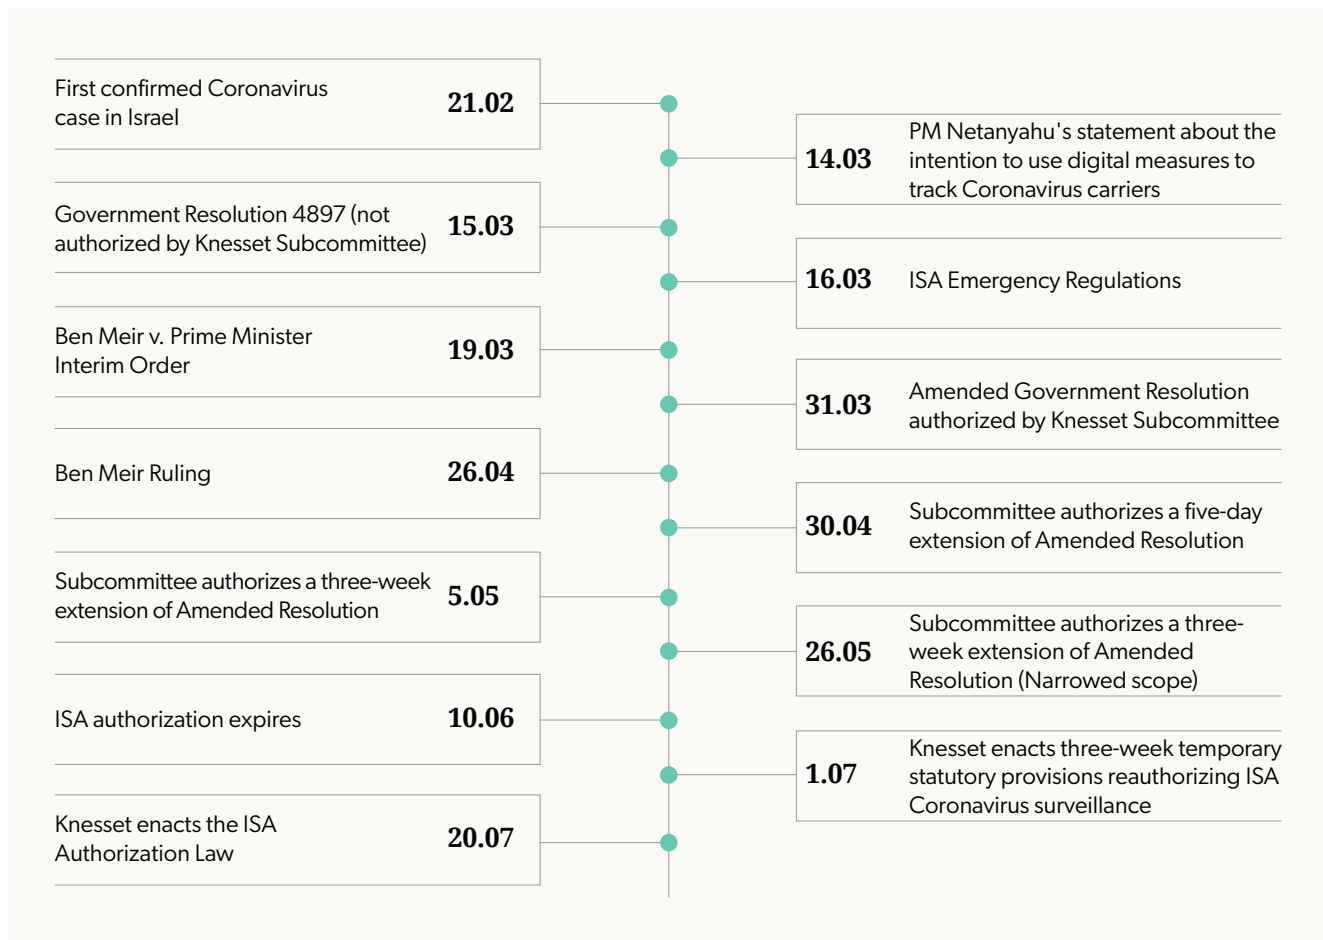 First confirmed Coronavirus
case in Israel
21.02
14.03
PM Netanyahu's statement about the
intention to use digital measures to
track Coronavirus carriers
Government Resolution 4897 (not
authorized by Knesset Subcommittee)
15.03
16.03
ISA Emergency Regulations
Ben Meir v. Prime Minister
Interim Order
19.03
31.03
Amended Government Resolution
authorized by Knesset Subcommittee
Ben Meir Ruling
26.04
30.04
Subcommittee authorizes a five-day
extension of Amended Resolution
Subcommittee authorizes a three-week
extension of Amended Resolution
5.05
26.05
Subcommittee authorizes a three-
week extension of Amended
Resolution (Narrowed scope)
ISA authorization expires
10.06
1.07
Knesset enacts three-week temporary
statutory provisions reauthorizing ISA
Coronavirus surveillance
Knesset enacts the ISA
Authorization Law
20.07